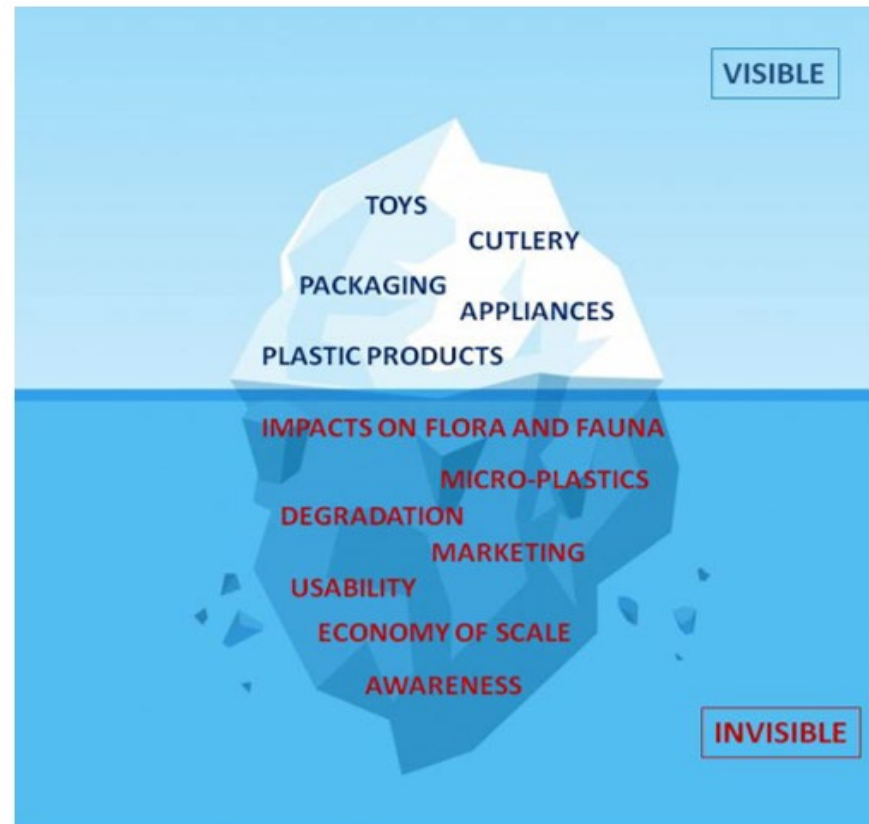 VISIBLE
TOYS
CUTLERY
PACKAGING
APPLIANCES
PLASTIC PRODUCTS
IMPACTS ON FLORA AND FAUNA
MICRO-PLASTICS
DEGRADATION
MARKETING
USABILITY
ECONOMY OF SCALE
AWARENESS
INVISIBLE